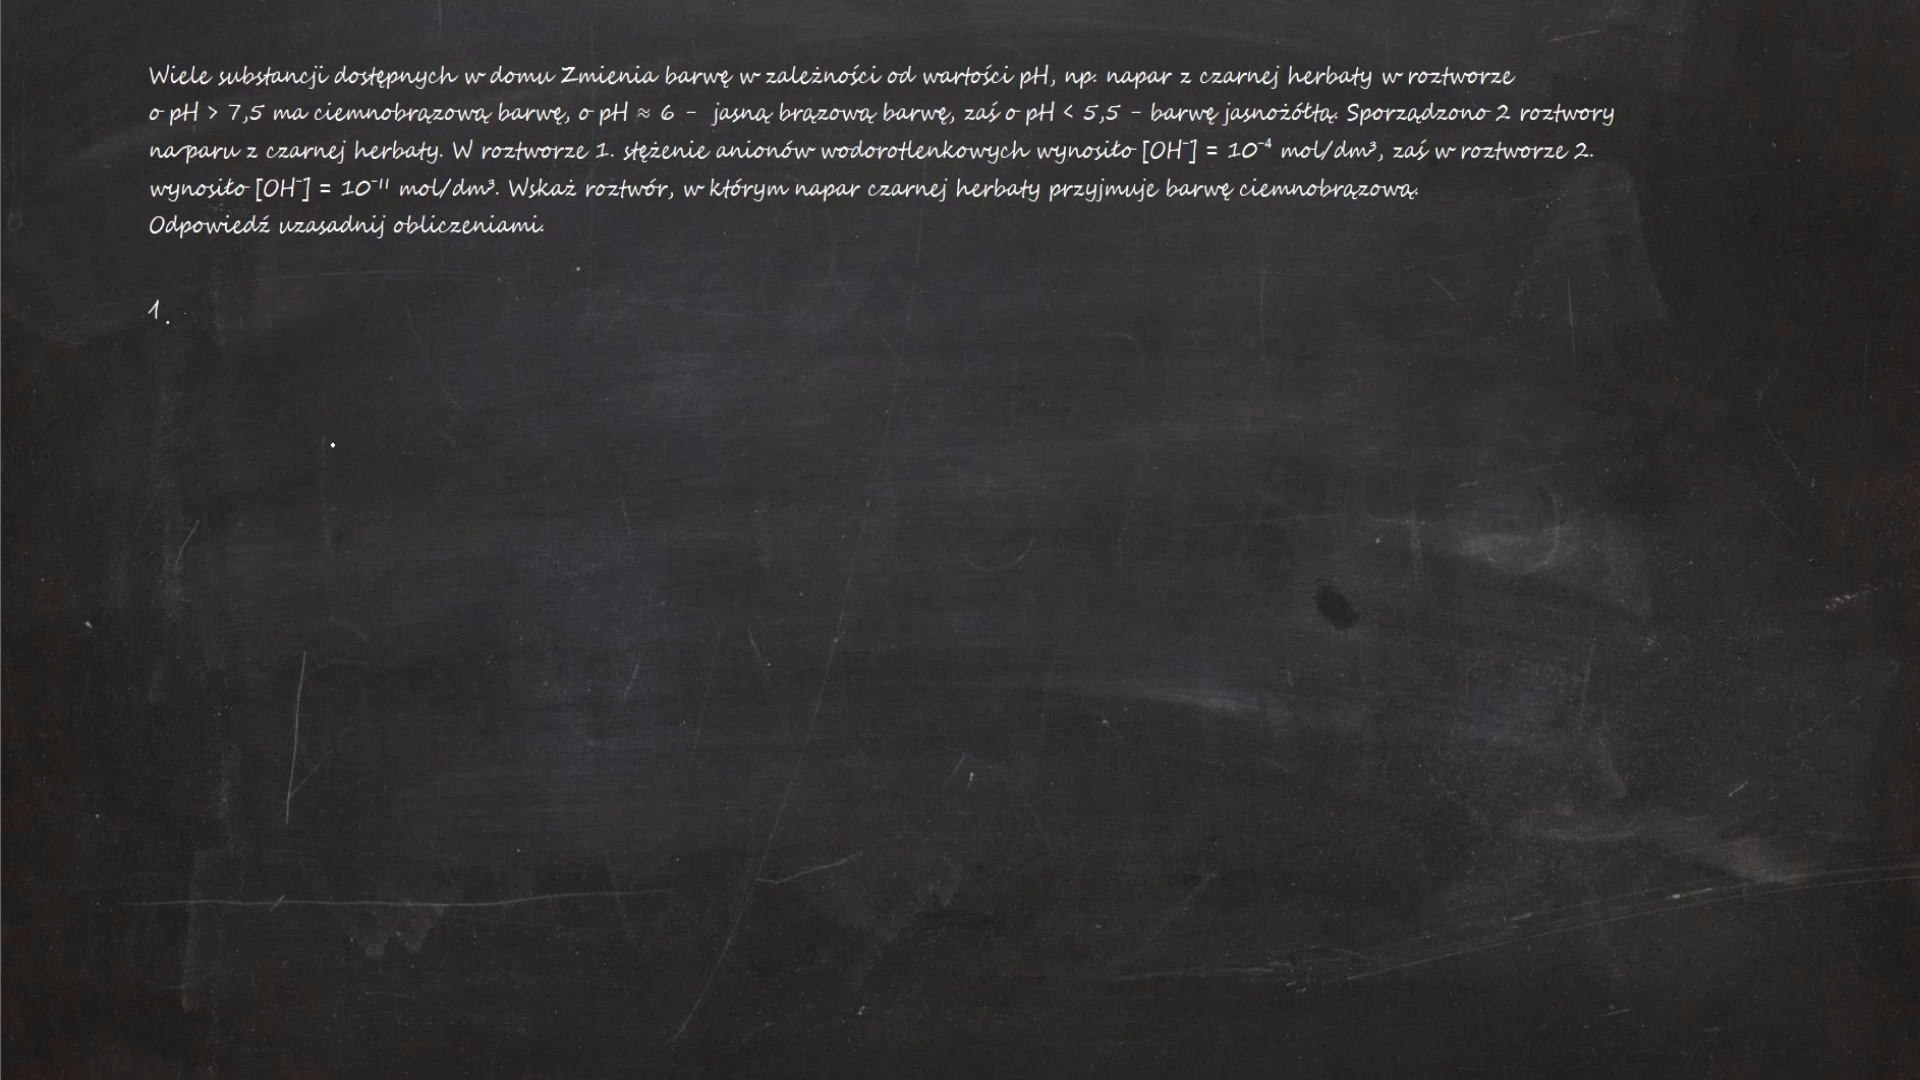 Wiele substancji dostępnych w domu Zmienia barwę w zależności od wartości pH, np. napar z czarnej herbaty w roztworze
o pH > 7,5 ma ciemnobrązową barwę, o pH ≈ 6 - jasną brązową barwę, zaś o pH < 5,5 - barwę jasnożółtą. Sporządzono 2 roztwory
naparu z czarnej herbaty. W roztworze 1. stężenie anionów wodorotlenkowych wynosiło [OH⁻] = 10⁻⁴ mol/dm³, zaś w roztworze 2.
wynosiło [OH⁻] = 10⁻¹¹ mol/dm³. Wskaż roztwór, w którym napar czarnej herbaty przyjmuje barwę ciemnobrązową.
Odpowiedź uzasadnij obliczeniami.
1.